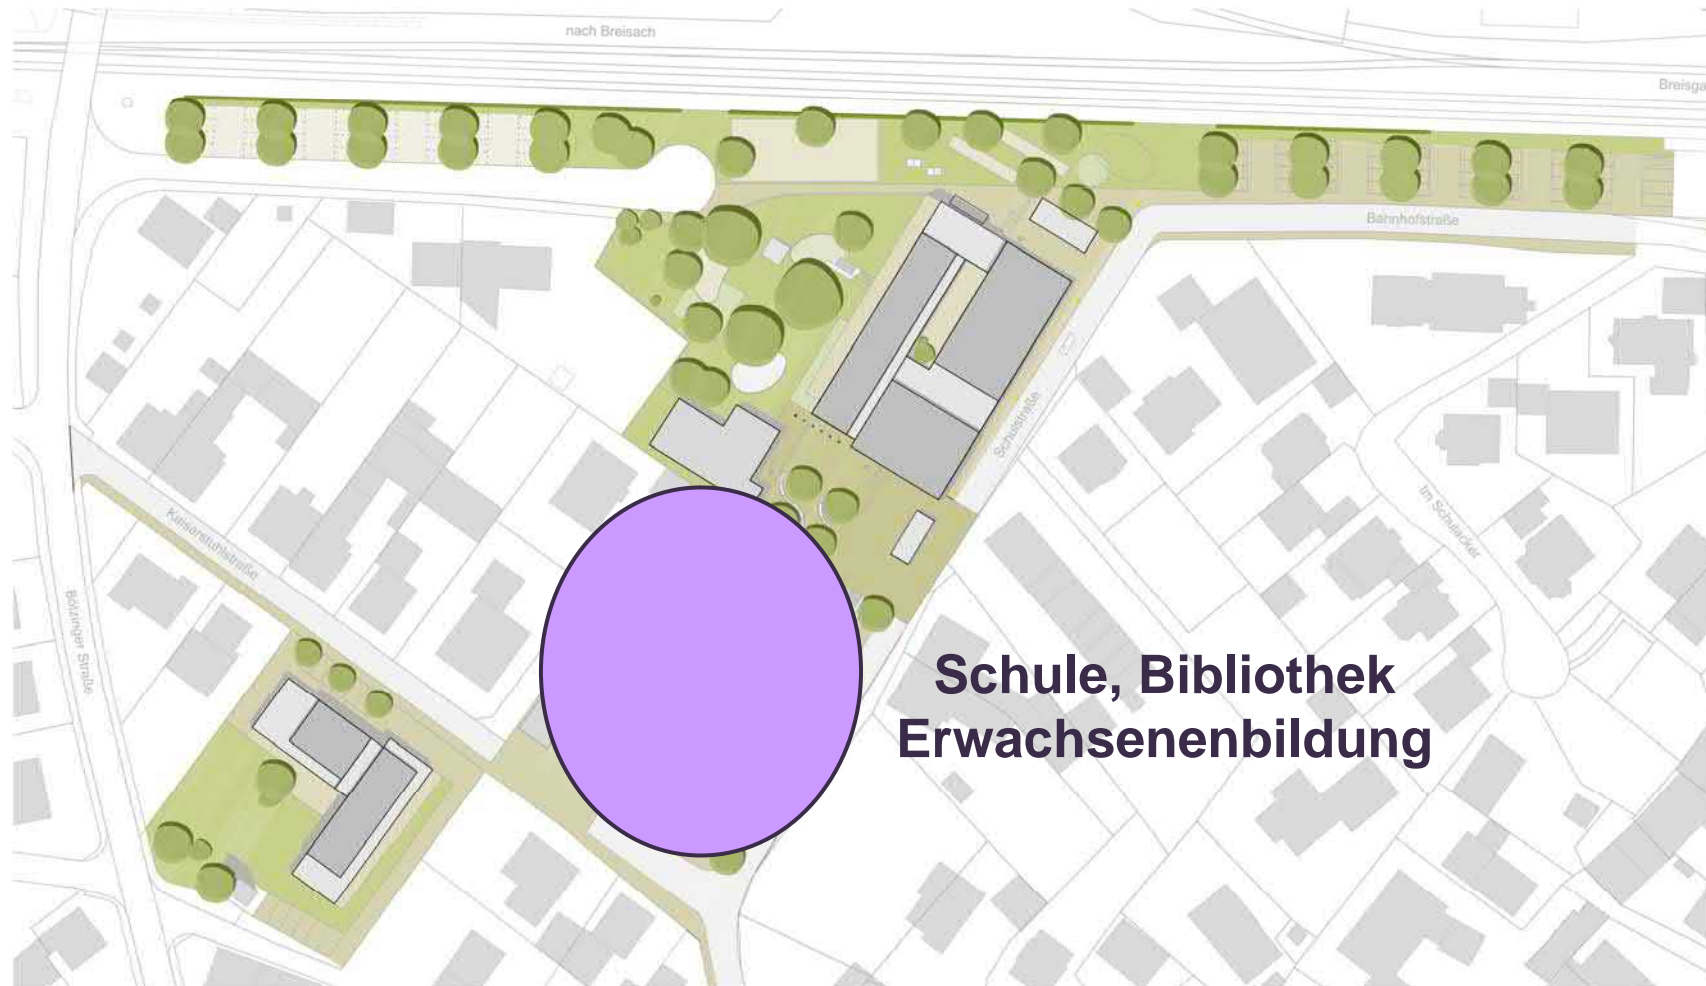 nach Breisach
Breisga
Bahnhofstraße
Schulstraße
Im Schulacker
Kaiserstuhlstraße
Bötzinger Straße
Schule, Bibliothek
Erwachsenenbildung